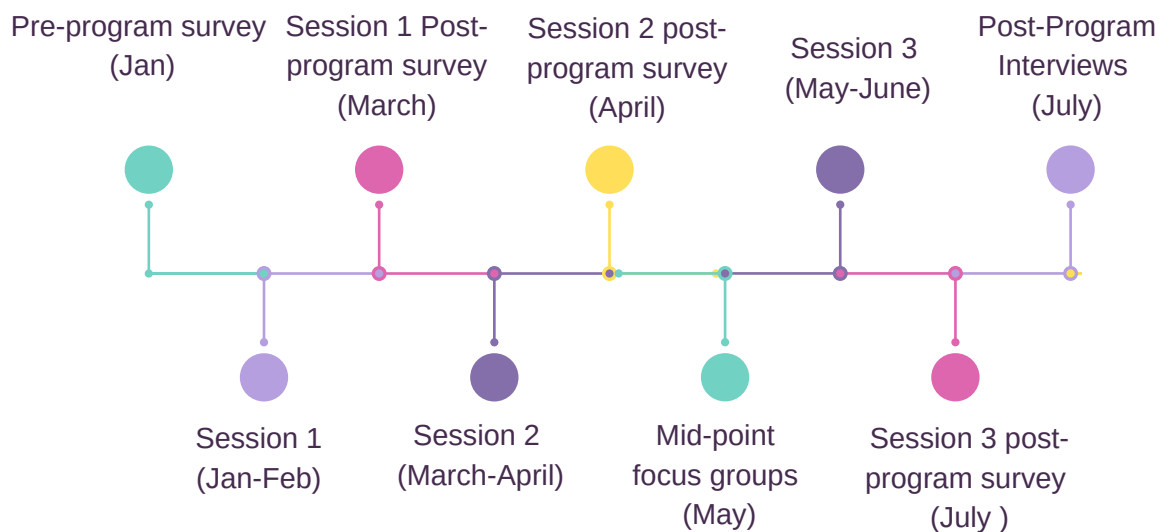 Pre-program survey
(Jan)
Session 1 Post-
program survey
(March)
Session 2 post-
program survey
(April)
Session 3
(May-June)
Post-Program
Interviews
(July)
Session 1
(Jan-Feb)
Session 2
(March-April)
Mid-point
focus groups
(May)
Session 3 post-
program survey
(July )